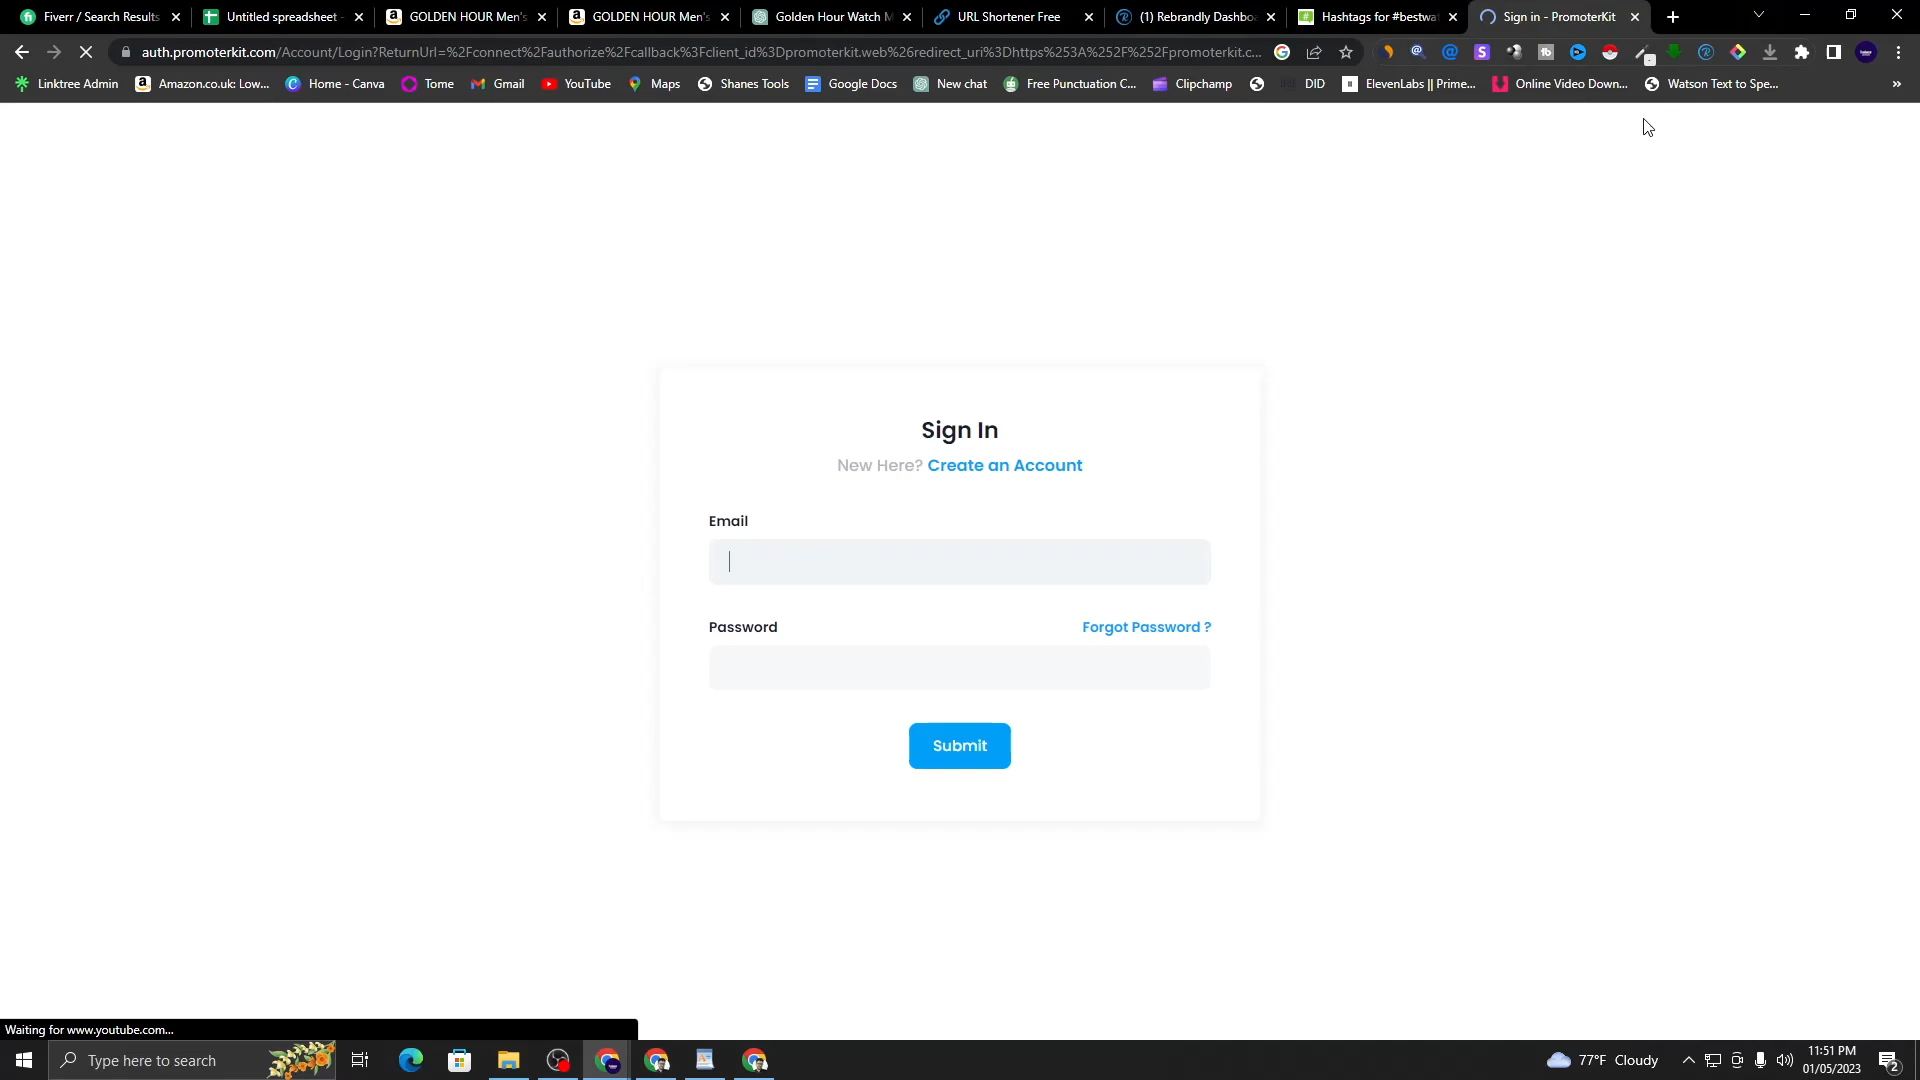 Fiverr / Search Results
Untitled spreadsheet -
GOLDEN HOUR Men's
GOLDEN HOUR Men's
Golden Hour Watch M
URL Shortener Free
(1) Rebrandly Dashbo
Hashtags for #bestwat
Sign in - PromoterKit
auth.promoterkit.com/Account/Login?ReturnUrl=%2Fconnect%2Fauthorize%2Fcallback%3Fclient_id%3Dpromoterkit.web%26redirect_uri%3Dhttps%253A%252F%252Fpromoterkit.c...
Linktree Admin
Amazon.co.uk: Low...
Home - Canva
Tome
Gmail
YouTube
Maps
Shanes Tools
Google Docs
New chat
Free Punctuation C...
Clipchamp
DID
ElevenLabs || Prime...
Online Video Down...
Watson Text to Spe...
»
Sign In
New Here? Create an Account
Email
Password
Forgot Password ?
Submit
Waiting for www.youtube.com...
Type here to search
77°F Cloudy
11:51 PM
01/05/2023
2